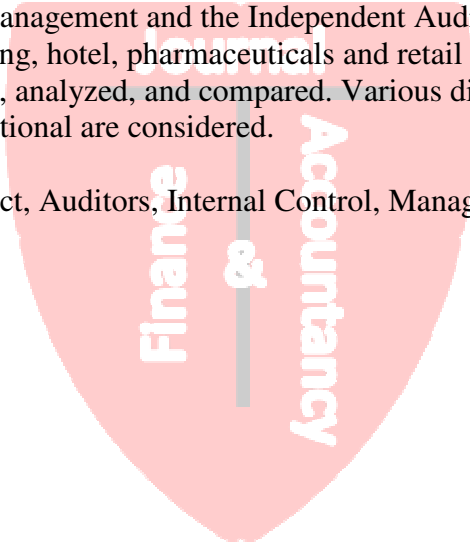 anagement and the Independent Audi
ng, hotel, pharmaceuticals and retail
Journal
, analyzed, and compared. Various di
tional are considered.
ct, Auditors, Internal Control, Manag
Finance
&
Accountancy